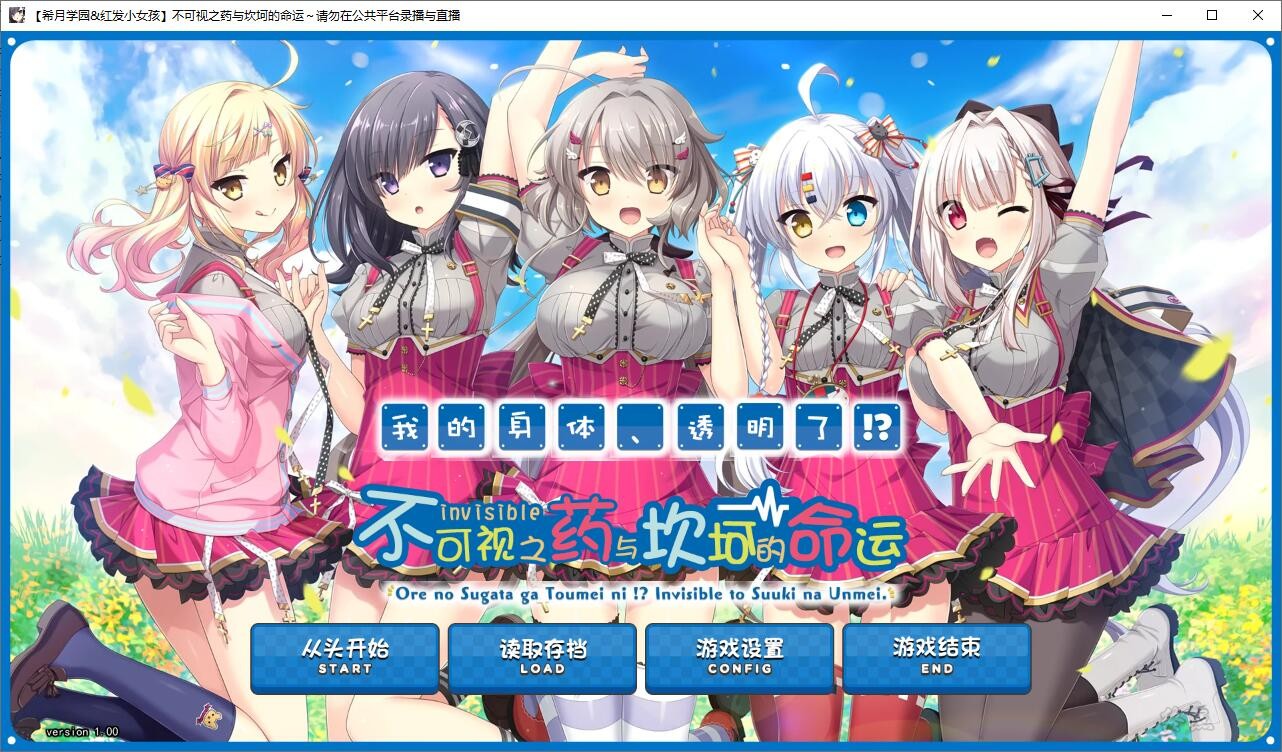 【希月学园&红发小女孩】不可视之药与坎坷的命运～请勿在公共平台录播与直播
我的身体、透明了!?
invisible
不可视之药与坎坷的命运
Ore no Sugata ga Toumei ni !? Invisible to Suuki na Unmei.
从头开始
START
读取存档
LOAD
游戏设置
CONFIG
游戏结束
END
version 1.00